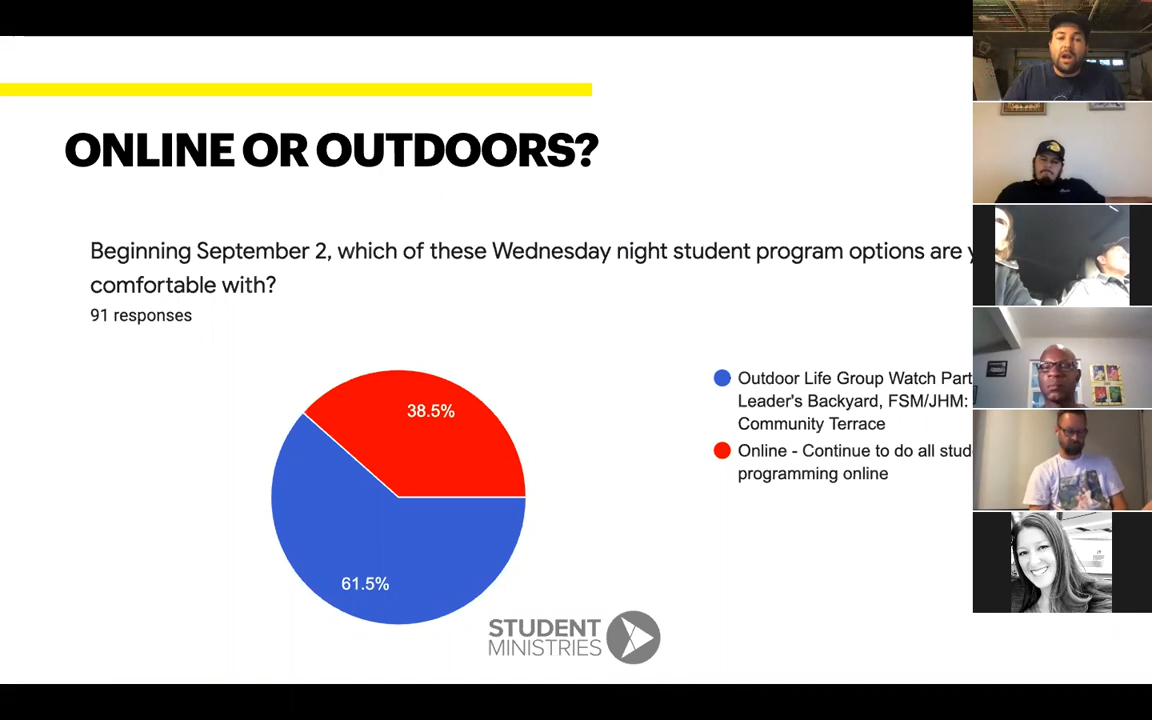 ONLINE OR OUTDOORS?
Beginning September 2, which of these Wednesday night student program options are
comfortable with?
91 responses
38.5%
61.5%
Outdoor Life Group Watch
Leader's Backyard, FSM/JHM:
Community Terrace
Online - Continue to do all
programming online
STUDENT
MINISTRIES